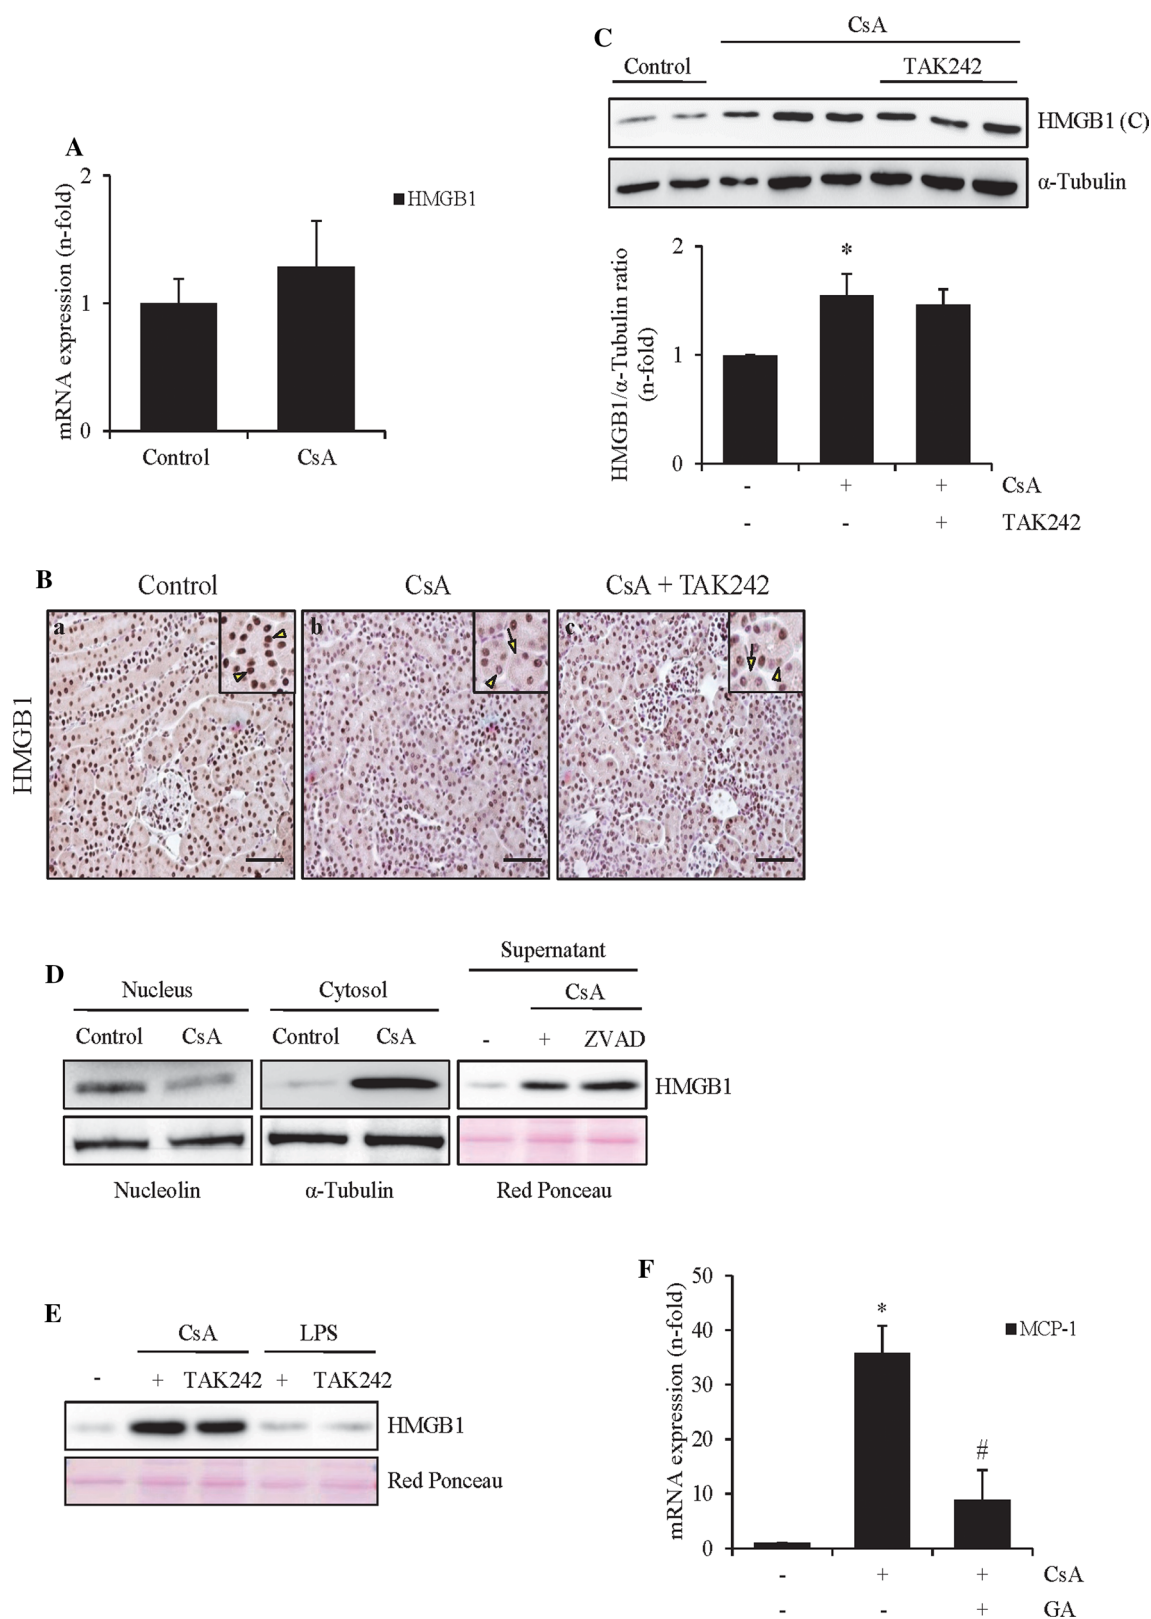 A
2
1
0
mRNA expression (n-fold)
HMGB1
Control CsA
C
CsA
Control TAK242
HMGB1 (C)
α-Tubulin
2
1
0
HMGB1/α-Tubulin ratio
(n-fold)
*
- + + CsA
- - + TAK242
B
Control CsA CsA + TAK242
HMGB1
a b c
D
Nucleus Cytosol Supernatant
CsA
Control CsA Control CsA - + ZVAD
HMGB1
Nucleolin α-Tubulin Red Ponceau
E
CsA LPS
- + TAK242 + TAK242
HMGB1
Red Ponceau
F
50
40
30
20
10
0
mRNA expression (n-fold)
*
#
MCP-1
- + + CsA
- - + GA